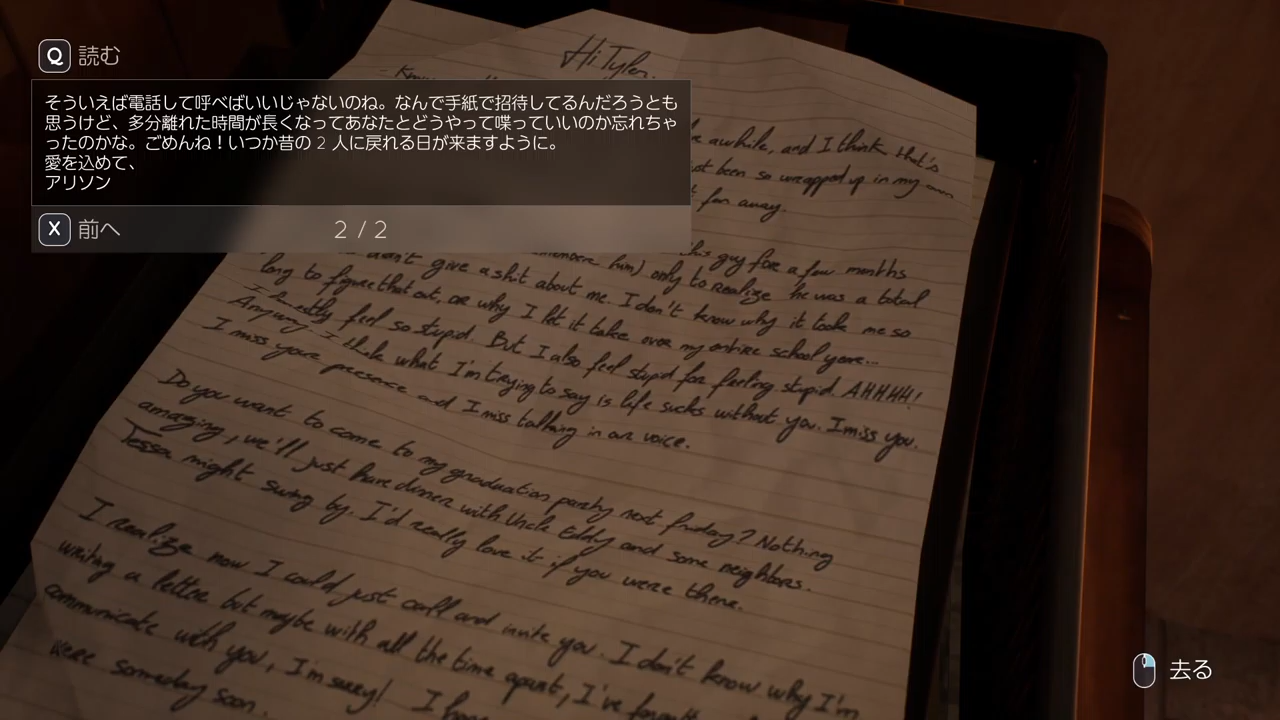 Q 読む
そういえば電話して呼べばいいじゃないのね。なんで手紙で招待してるんだろうとも
思うけど、多分離れた時間が長くなってあなたとどうやって喋っていいのか忘れちゃ
ったのかな。ごめんね！いつか昔の 2 人に戻れる日が来ますように。
愛を込めて、
アリソン
X 前へ 2 / 2
Hi Tyler,
awhile, and I think that's
just been so wrapped up in my own
far away.
this guy for a few months
him) only to realize he was a total
didn't give a shit about me. I don't know why it took me so
long to figure that out, or why I let it take over my entire school year...
I honestly feel so stupid. But I also feel stupid for feeling stupid. AHHHH!
Anyway, I think what I'm trying to say is life sucks without you. I miss you.
I miss your presence and I miss talking in our voice.
Do you want to come to my graduation party next friday? Nothing
amazing, we'll just have dinner with Uncle Eddy and some neighbors.
Tessa might swing by. I'd really love it if you were there.
I realize now I could just call and invite you. I don't know why I'm
writing a letter but maybe with all the time apart, I've
communicate with you, I'm sorry! I
were someday soon.
去る